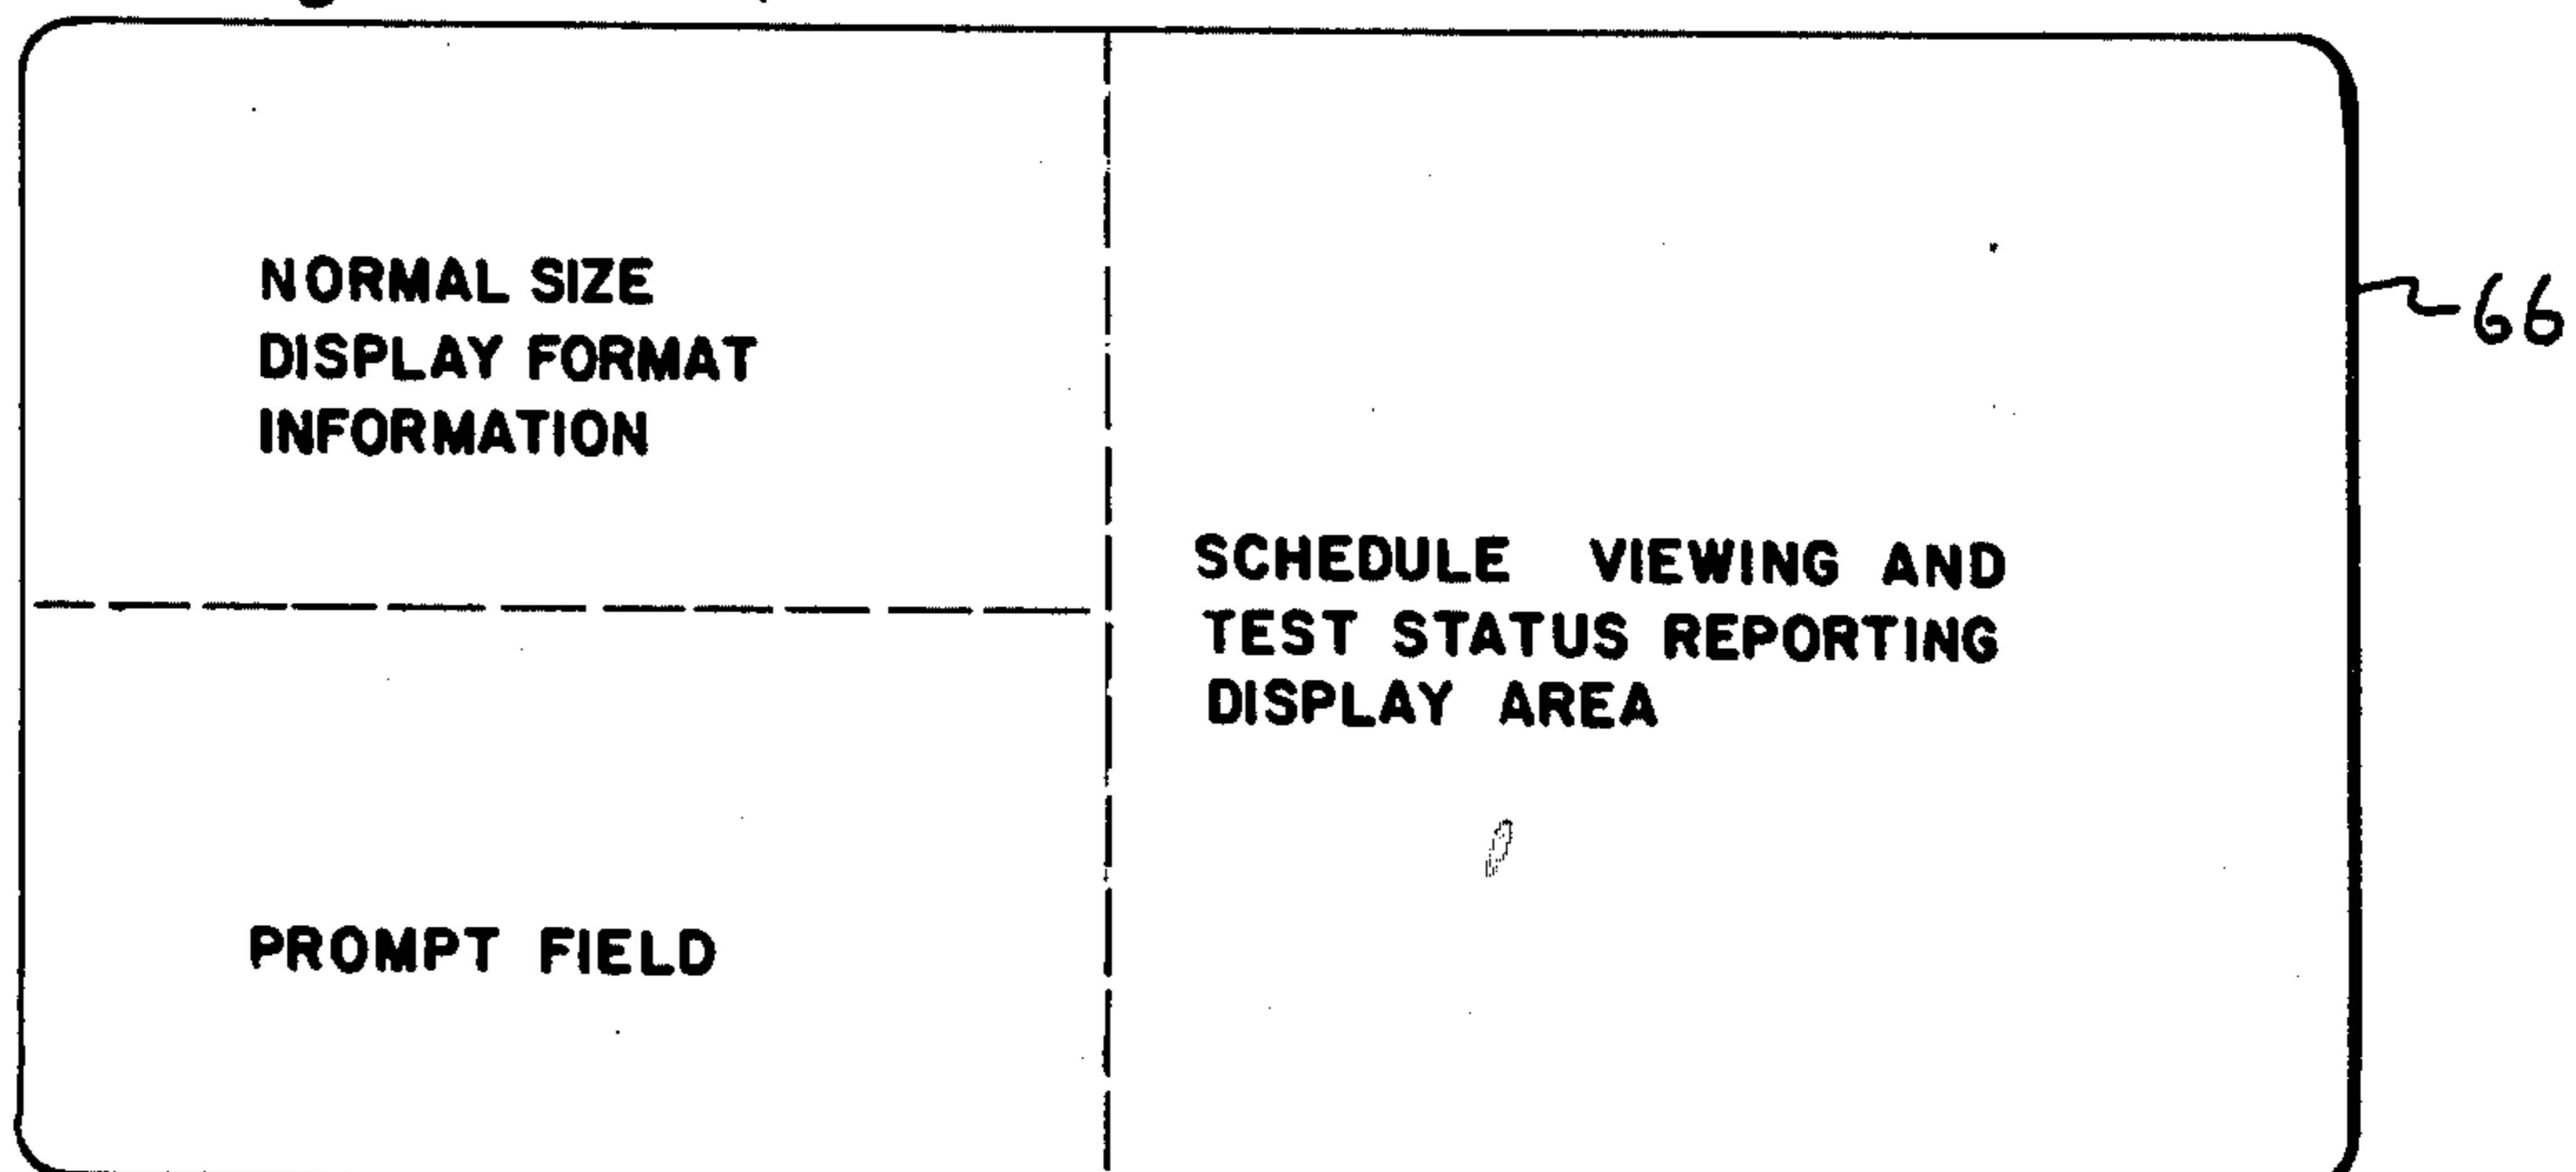 NORMAL SIZE
DISPLAY FORMAT
INFORMATION
PROMPT FIELD
SCHEDULE VIEWING AND
TEST STATUS REPORTING
DISPLAY AREA
66